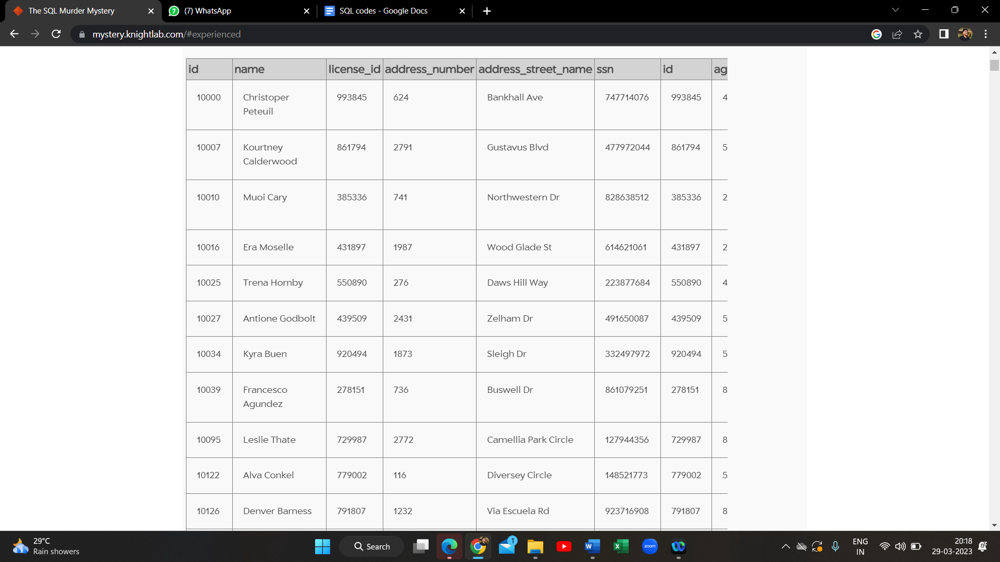 The SQL Murder Mystery
(7) WhatsApp
SQL codes - Google Docs
mystery.knightlab.com/#experienced
id name license_id address_number address_street_name ssn id ag
10000 Christoper Peteuil 993845 624 Bankhall Ave 747714076 993845 4
10007 Kourtney Calderwood 861794 2791 Gustavus Blvd 477972044 861794 5
10010 Muoi Cary 385336 741 Northwestern Dr 828638512 385336 2
10016 Era Moselle 431897 1987 Wood Glade St 614621061 431897 2
10025 Trena Hornby 550890 276 Daws Hill Way 223877684 550890 4
10027 Antione Godbolt 439509 2431 Zelham Dr 491650087 439509 5
10034 Kyra Buen 920494 1873 Sleigh Dr 332497972 920494 5
10039 Francesco Agundez 278151 736 Buswell Dr 861079251 278151 8
10095 Leslie Thate 729987 2772 Camellia Park Circle 127944356 729987 8
10122 Alva Conkel 779002 116 Diversey Circle 148521773 779002 5
10126 Denver Barness 791807 1232 Via Escuela Rd 923716908 791807 8
29°C
Rain showers
Search
1
zoom
ENG
IN
20:18
29-03-2023